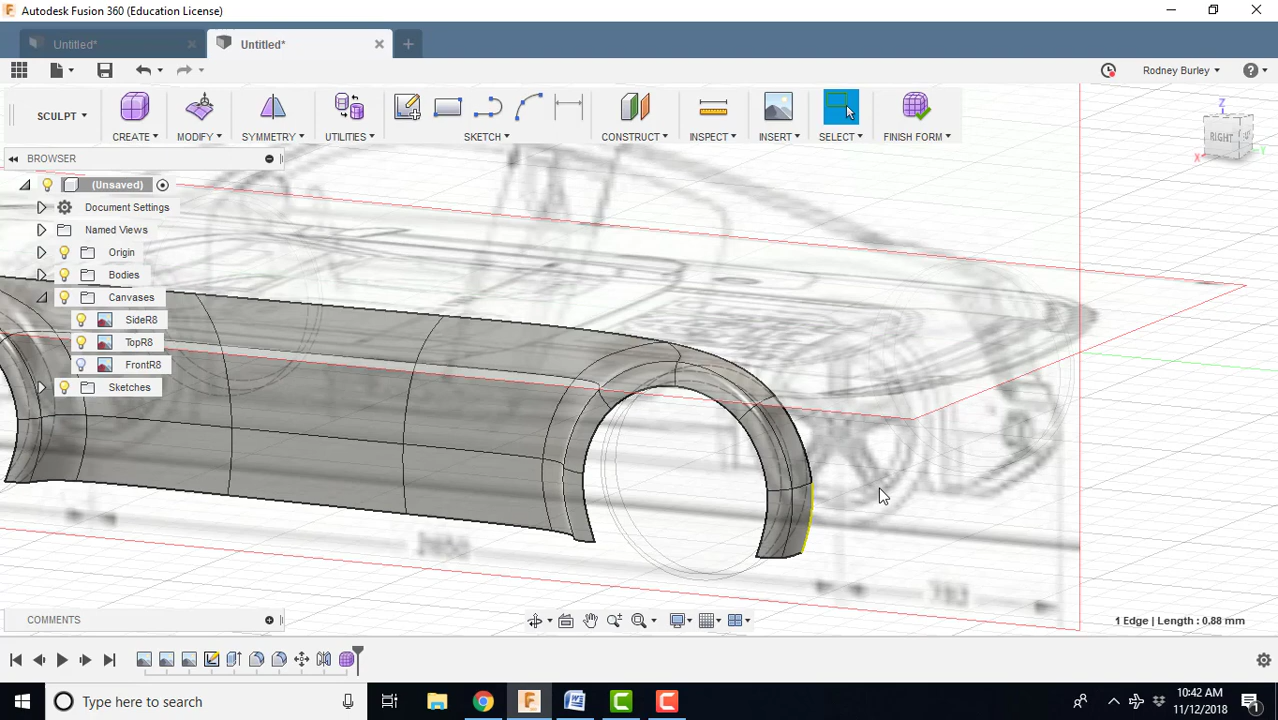 Autodesk Fusion 360 (Education License)
Untitled*
Untitled*
Rodney Burley
SCULPT
CREATE
MODIFY
SYMMETRY
UTILITIES
SKETCH
CONSTRUCT
INSPECT
INSERT
SELECT
FINISH FORM
BROWSER
Z
RIGHT
X
Y
(Unsaved)
Document Settings
Named Views
Origin
Bodies
Canvases
SideR8
TopR8
FrontR8
Sketches
2650
COMMENTS
1 Edge | Length : 0.88 mm
Type here to search
10:42 AM
11/12/2018